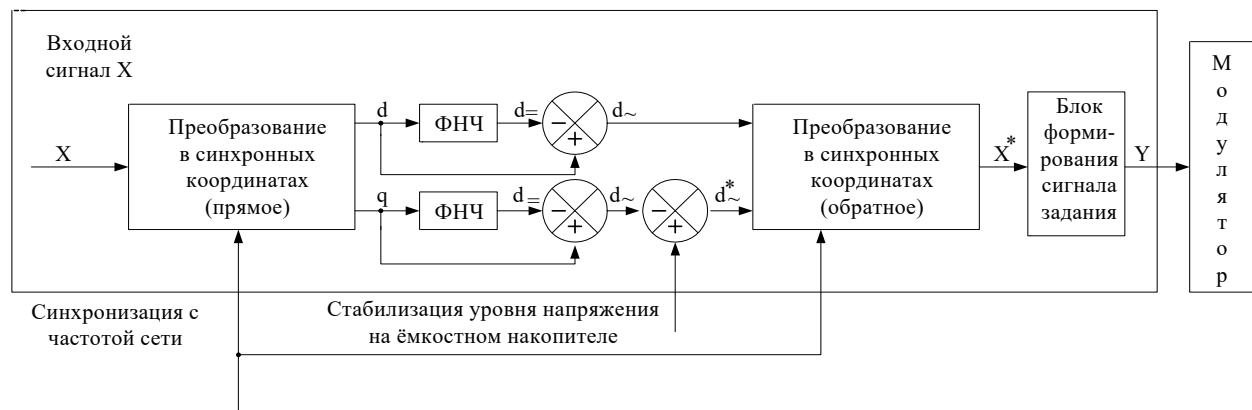 Входной
сигнал X
X
Преобразование
в синхронных
координатах
(прямое)
d
ФНЧ
d=
−
+
d~
q
ФНЧ
d=
−
+
d~
−
+
d~*
Преобразование
в синхронных
координатах
(обратное)
X*
Блок
форми-
рования
сигнала
задания
Y
М
о
д
у
л
я
т
о
р
Синхронизация с
частотой сети
Стабилизация уровня напряжения
на ёмкостном накопителе